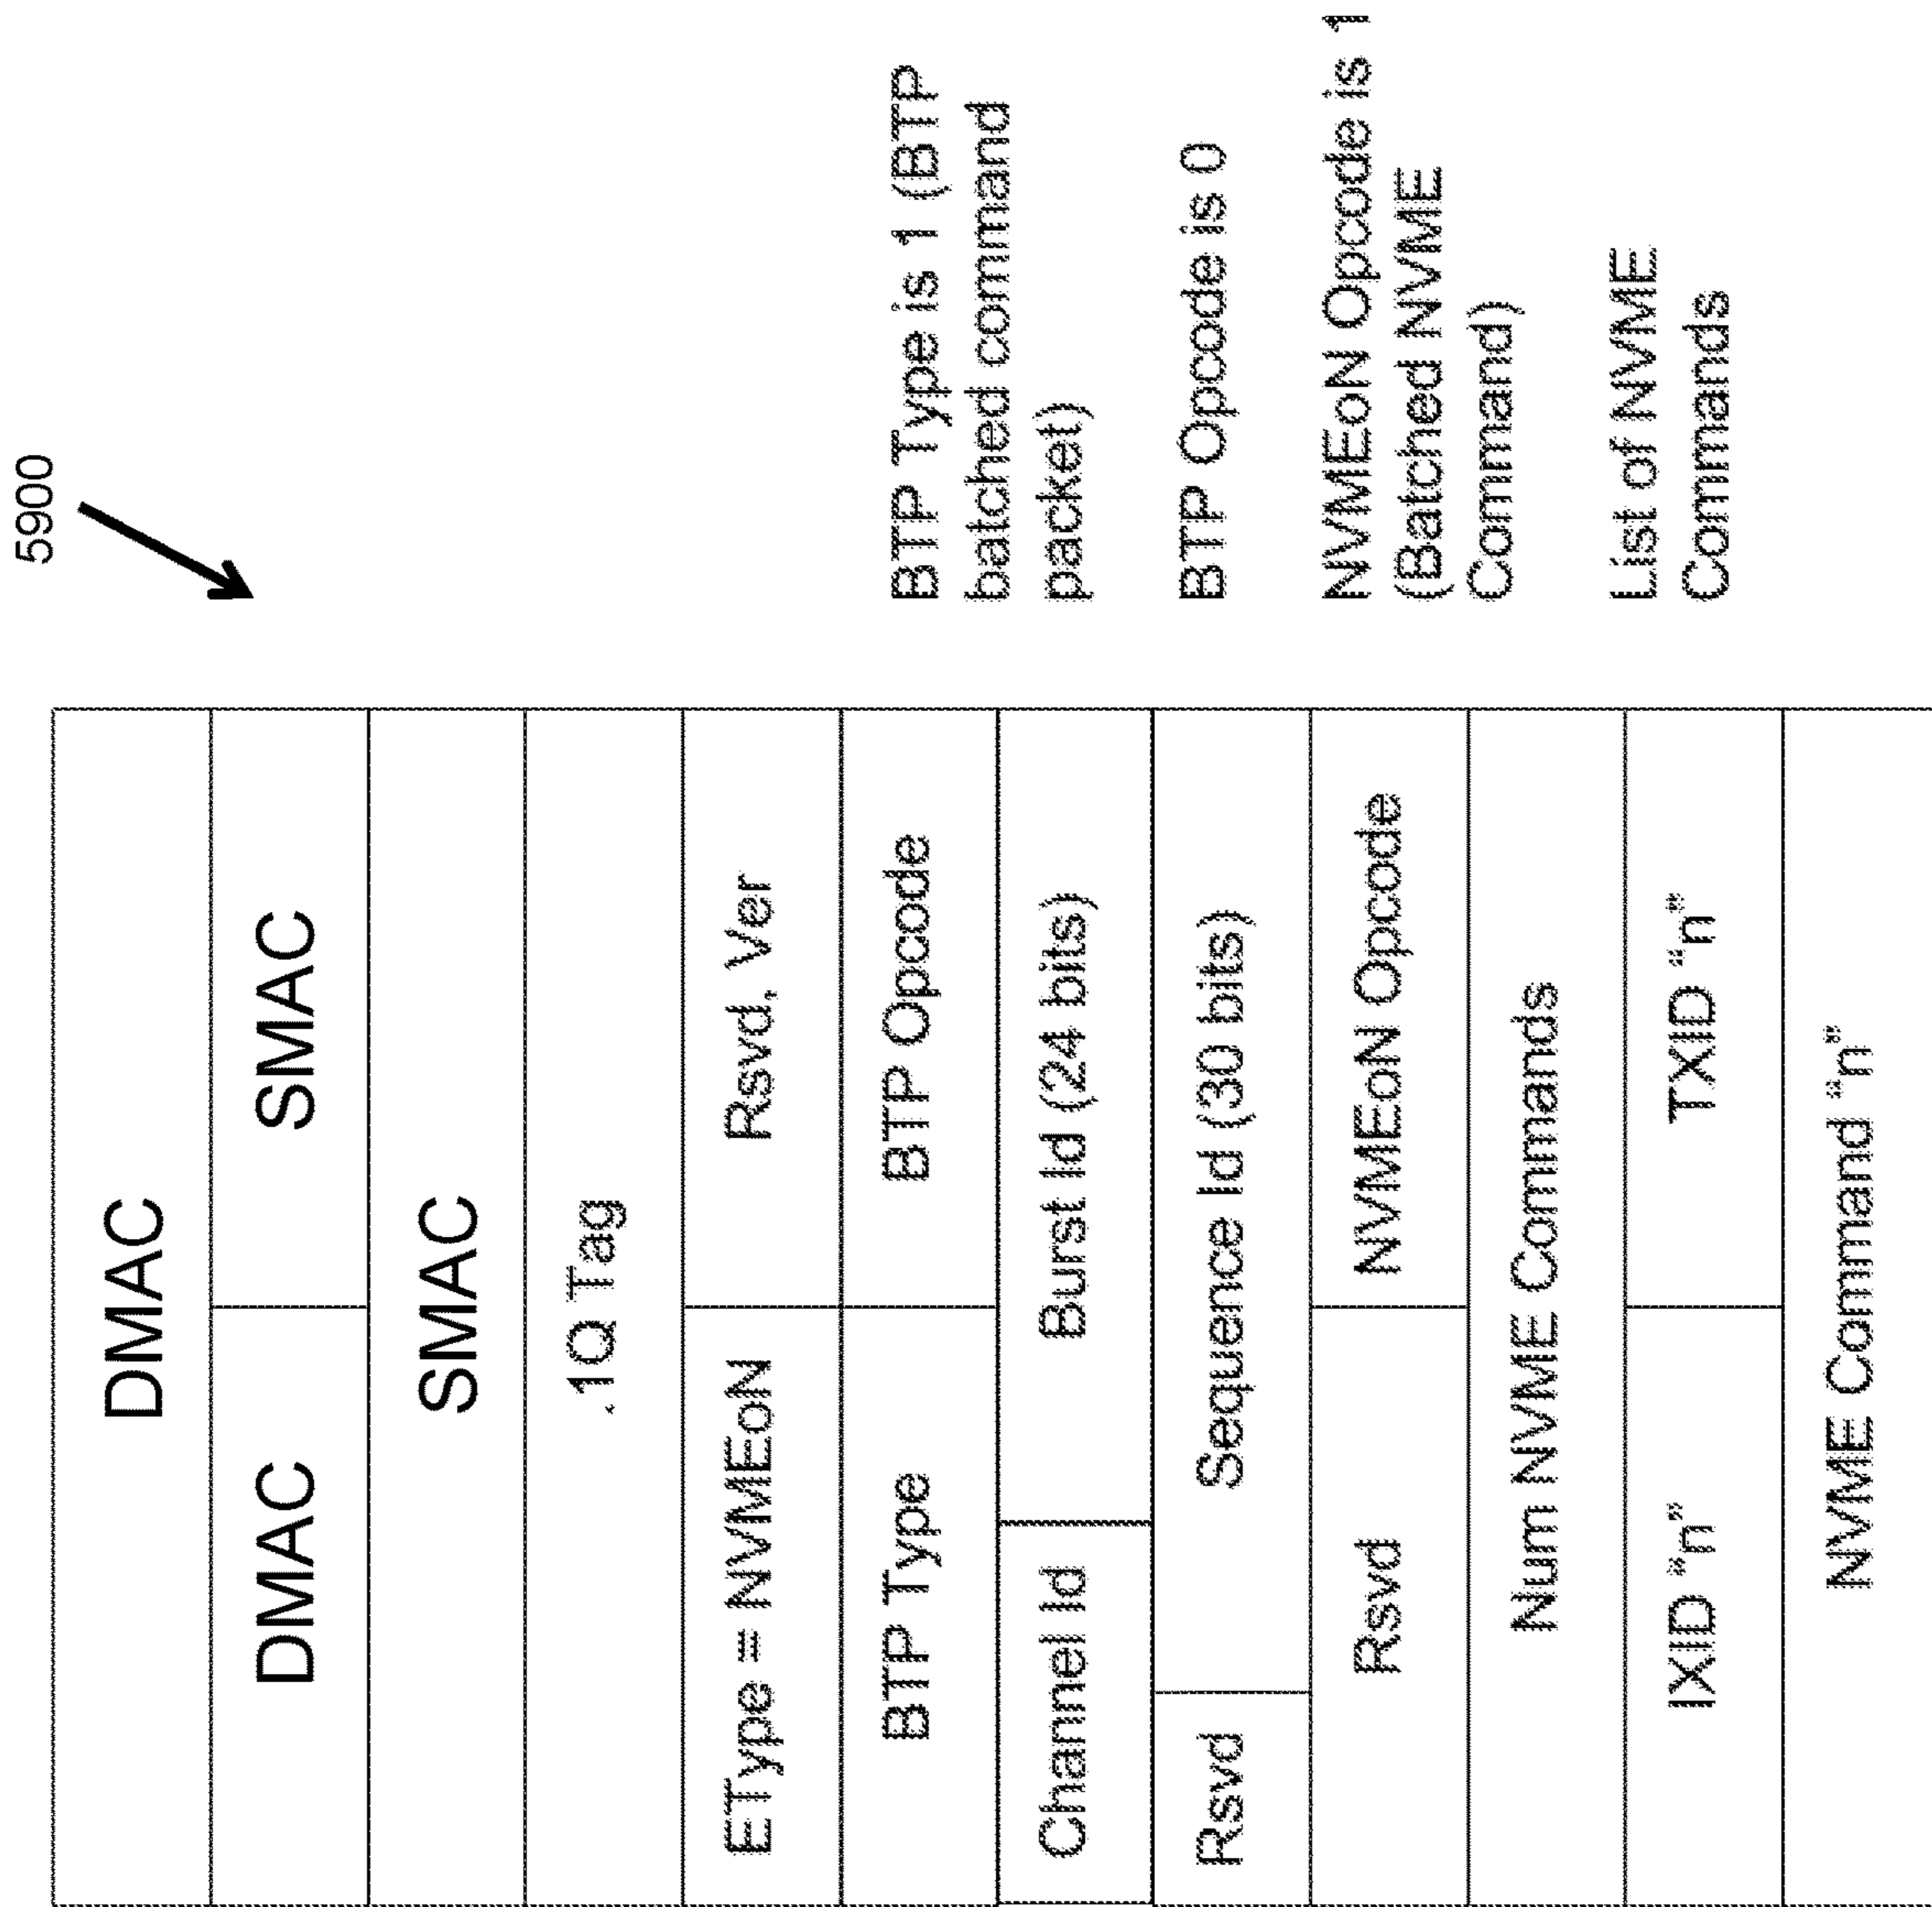 5900
DMAC
DMAC SMAC
SMAC
.1Q Tag
EType = NVMEoN Rsvd, Ver
BTP Type BTP Opcode
Channel Id Burst Id (24 bits)
Rsvd Sequence Id (30 bits)
Rsvd NVMEoN Opcode
Num NVME Commands
IXID “n” TXID “n”
NVME Command “n”
BTP Type is 1 (BTP
batched command
packet)
BTP Opcode is 0
NVMEoN Opcode is 1
(Batched NVME
Command)
List of NVME
Commands